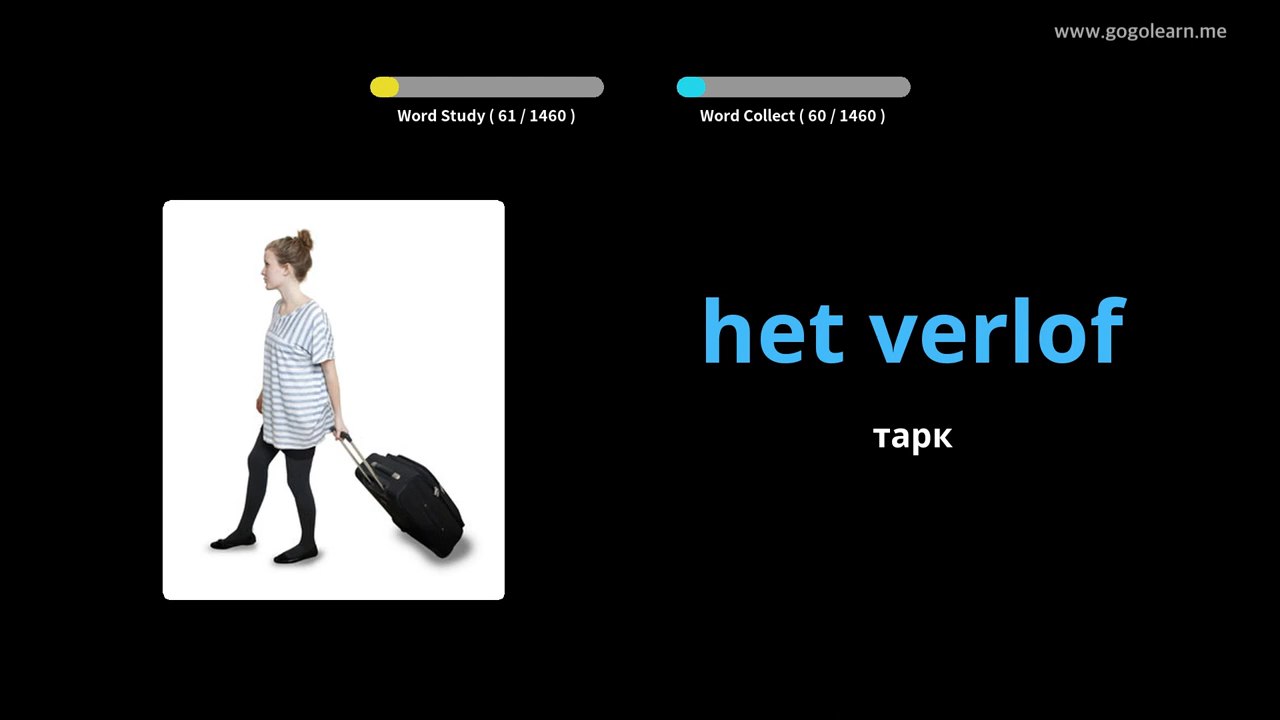 www.gogolearn.me
Word Study ( 61 / 1460 )
Word Collect ( 60 / 1460 )
het verlof
тарк